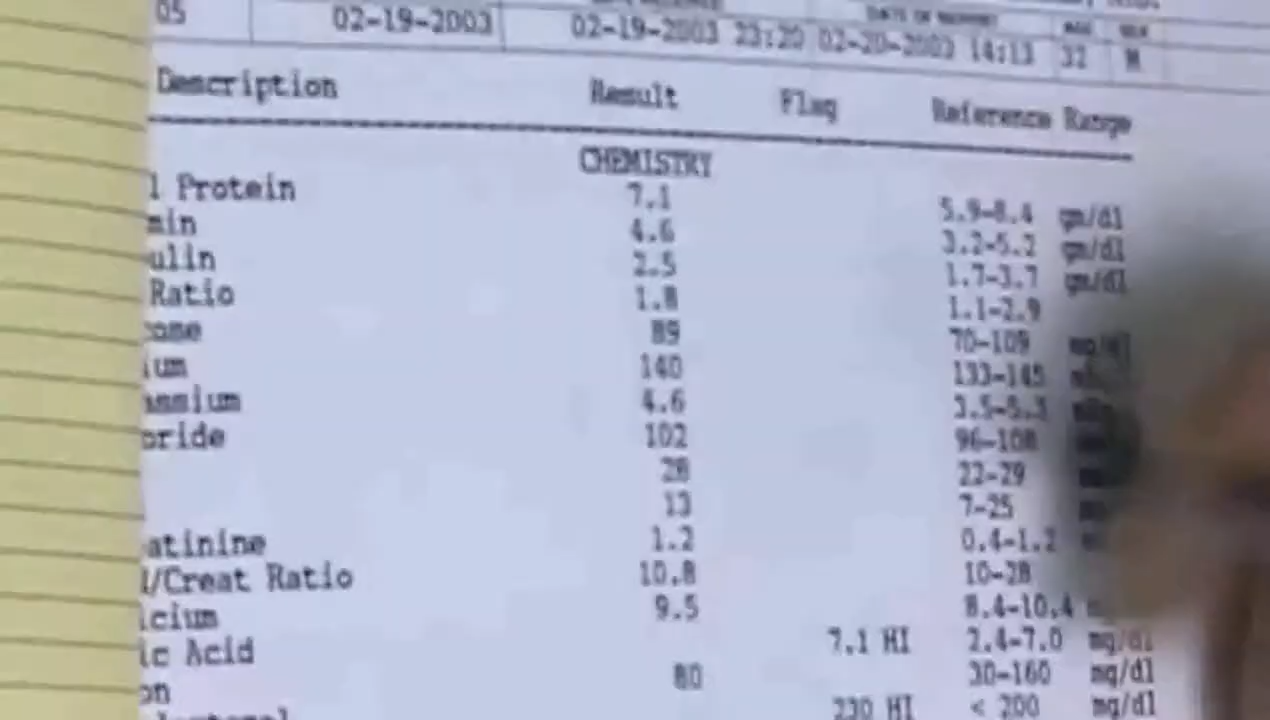 05 02-19-2003 02-19-2003 23:20 02-20-2003 14:13 32 M
Description Result Flag Reference Range
CHEMISTRY
l Protein 7.1 5.9-8.4 gm/dl
min 4.6 3.2-5.2 gm/dl
ulin 2.5 1.7-3.7 gm/dl
Ratio 1.8 1.1-2.9
cose 89 70-109
ium 140 133-145
assium 4.6 3.5-5.3
oride 102 96-108
28 22-29
13 7-25
atinine 1.2 0.4-1.2
/Creat Ratio 10.8 10-28
lcium 9.5 8.4-10.4
ic Acid 7.1 HI 2.4-7.0 mg/dl
on 80 30-160 mg/dl
230 HI < 200 mg/dl